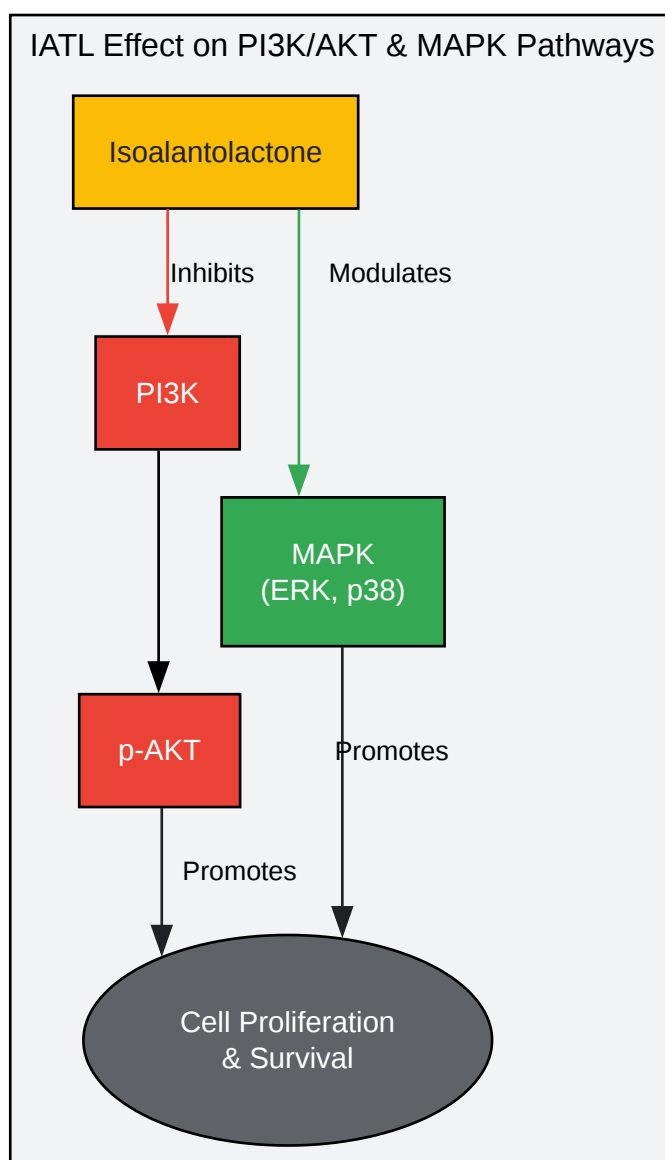 IATL Effect on PI3K/AKT & MAPK Pathways
Isoalantolactone
Inhibits
Modulates
PI3K
MAPK
(ERK, p38)
p-AKT
Promotes
Promotes
Cell Proliferation
& Survival